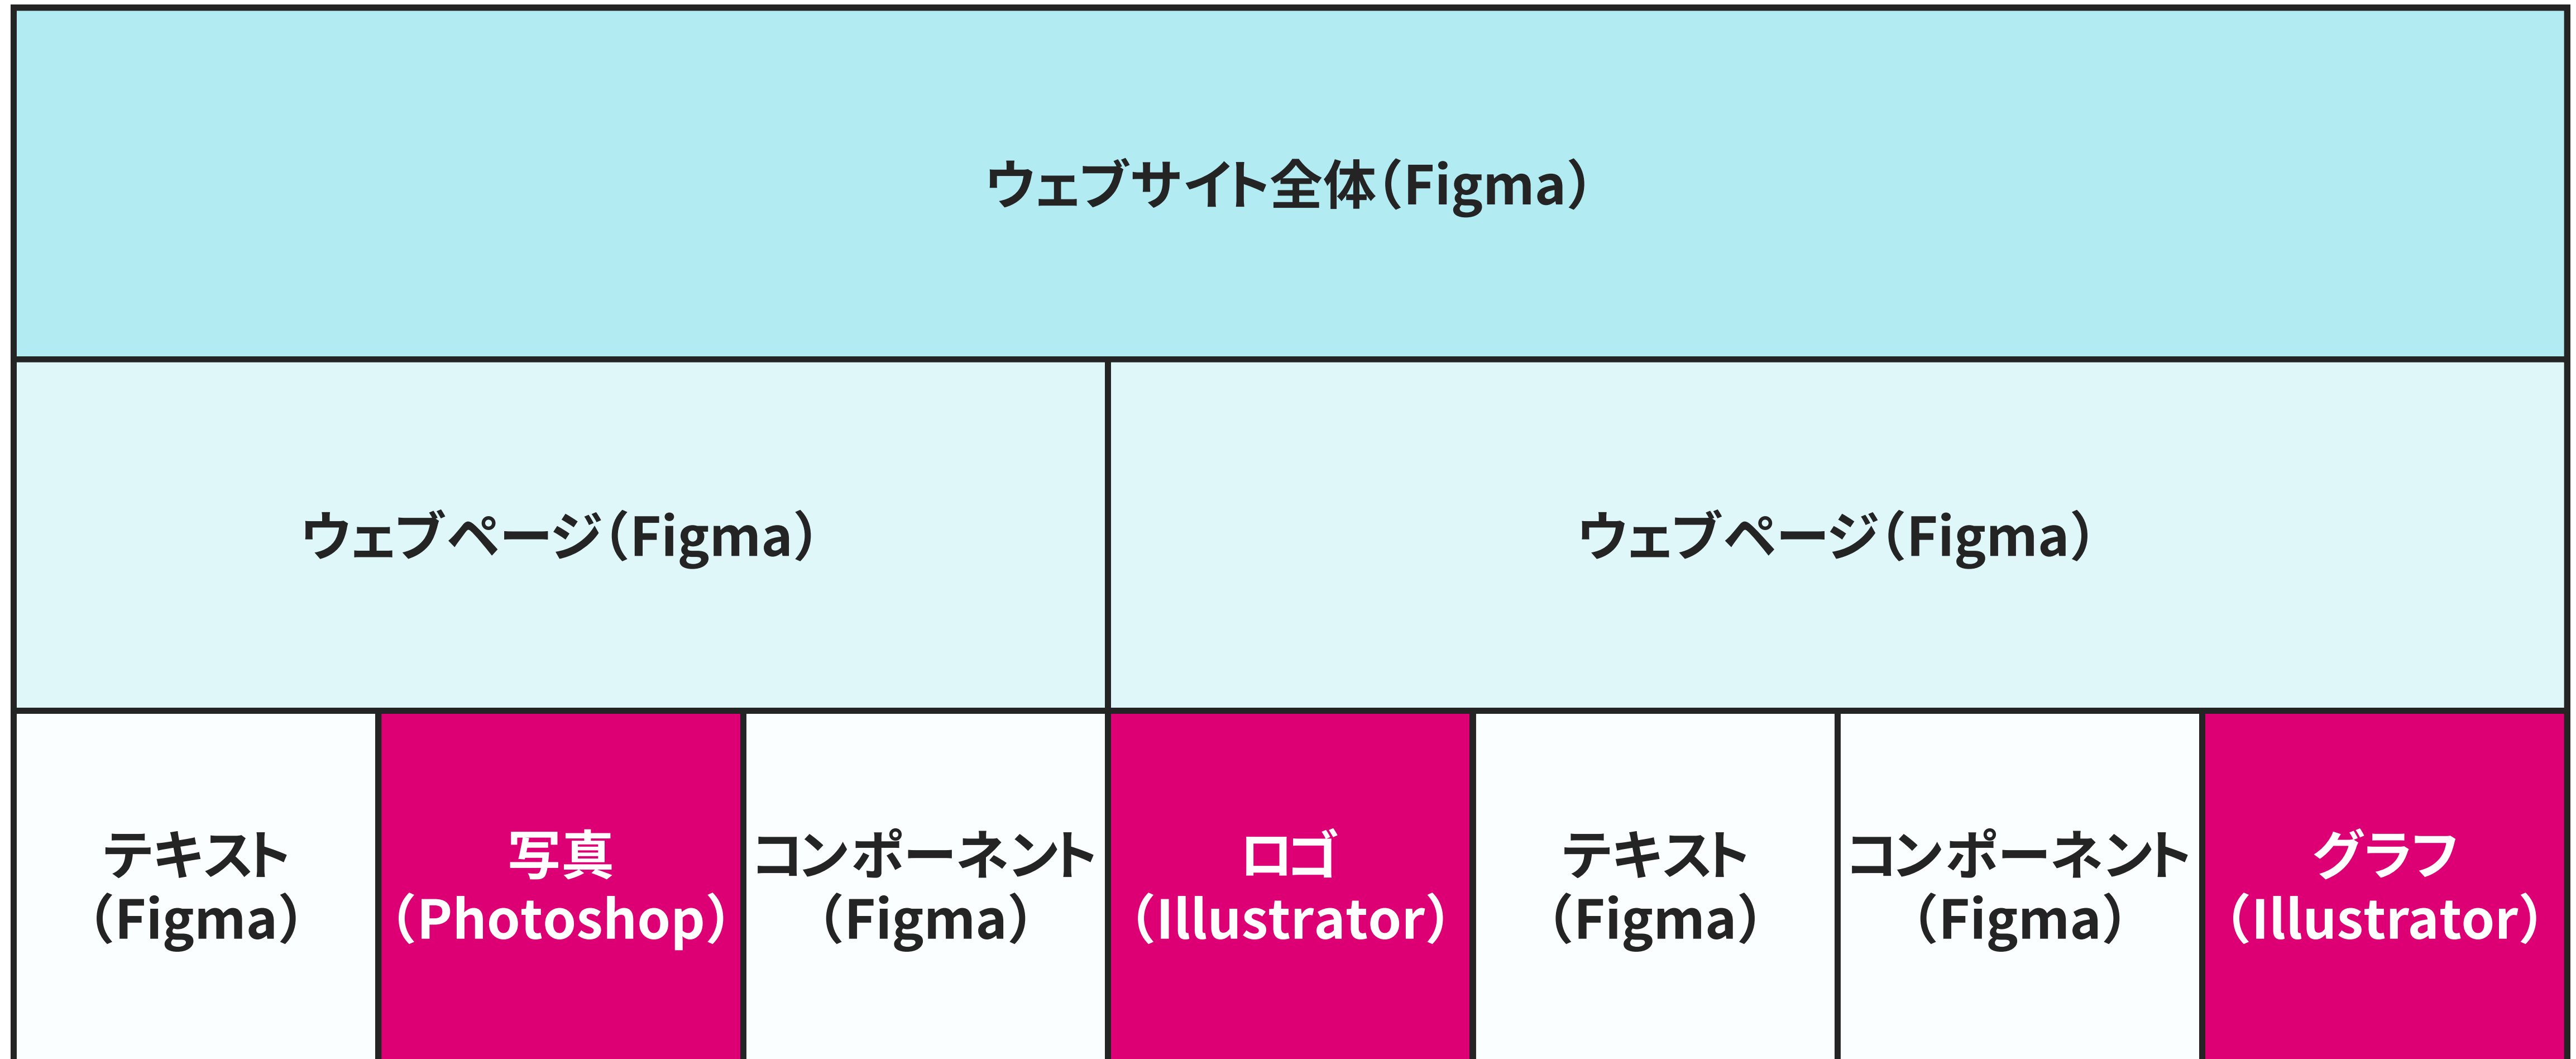 ウェブサイト全体（Figma）
ウェブページ（Figma）
ウェブページ（Figma）
テキスト
（Figma）
写真
（Photoshop）
コンポーネント
（Figma）
ロゴ
（Illustrator）
テキスト
（Figma）
コンポーネント
（Figma）
グラフ
（Illustrator）